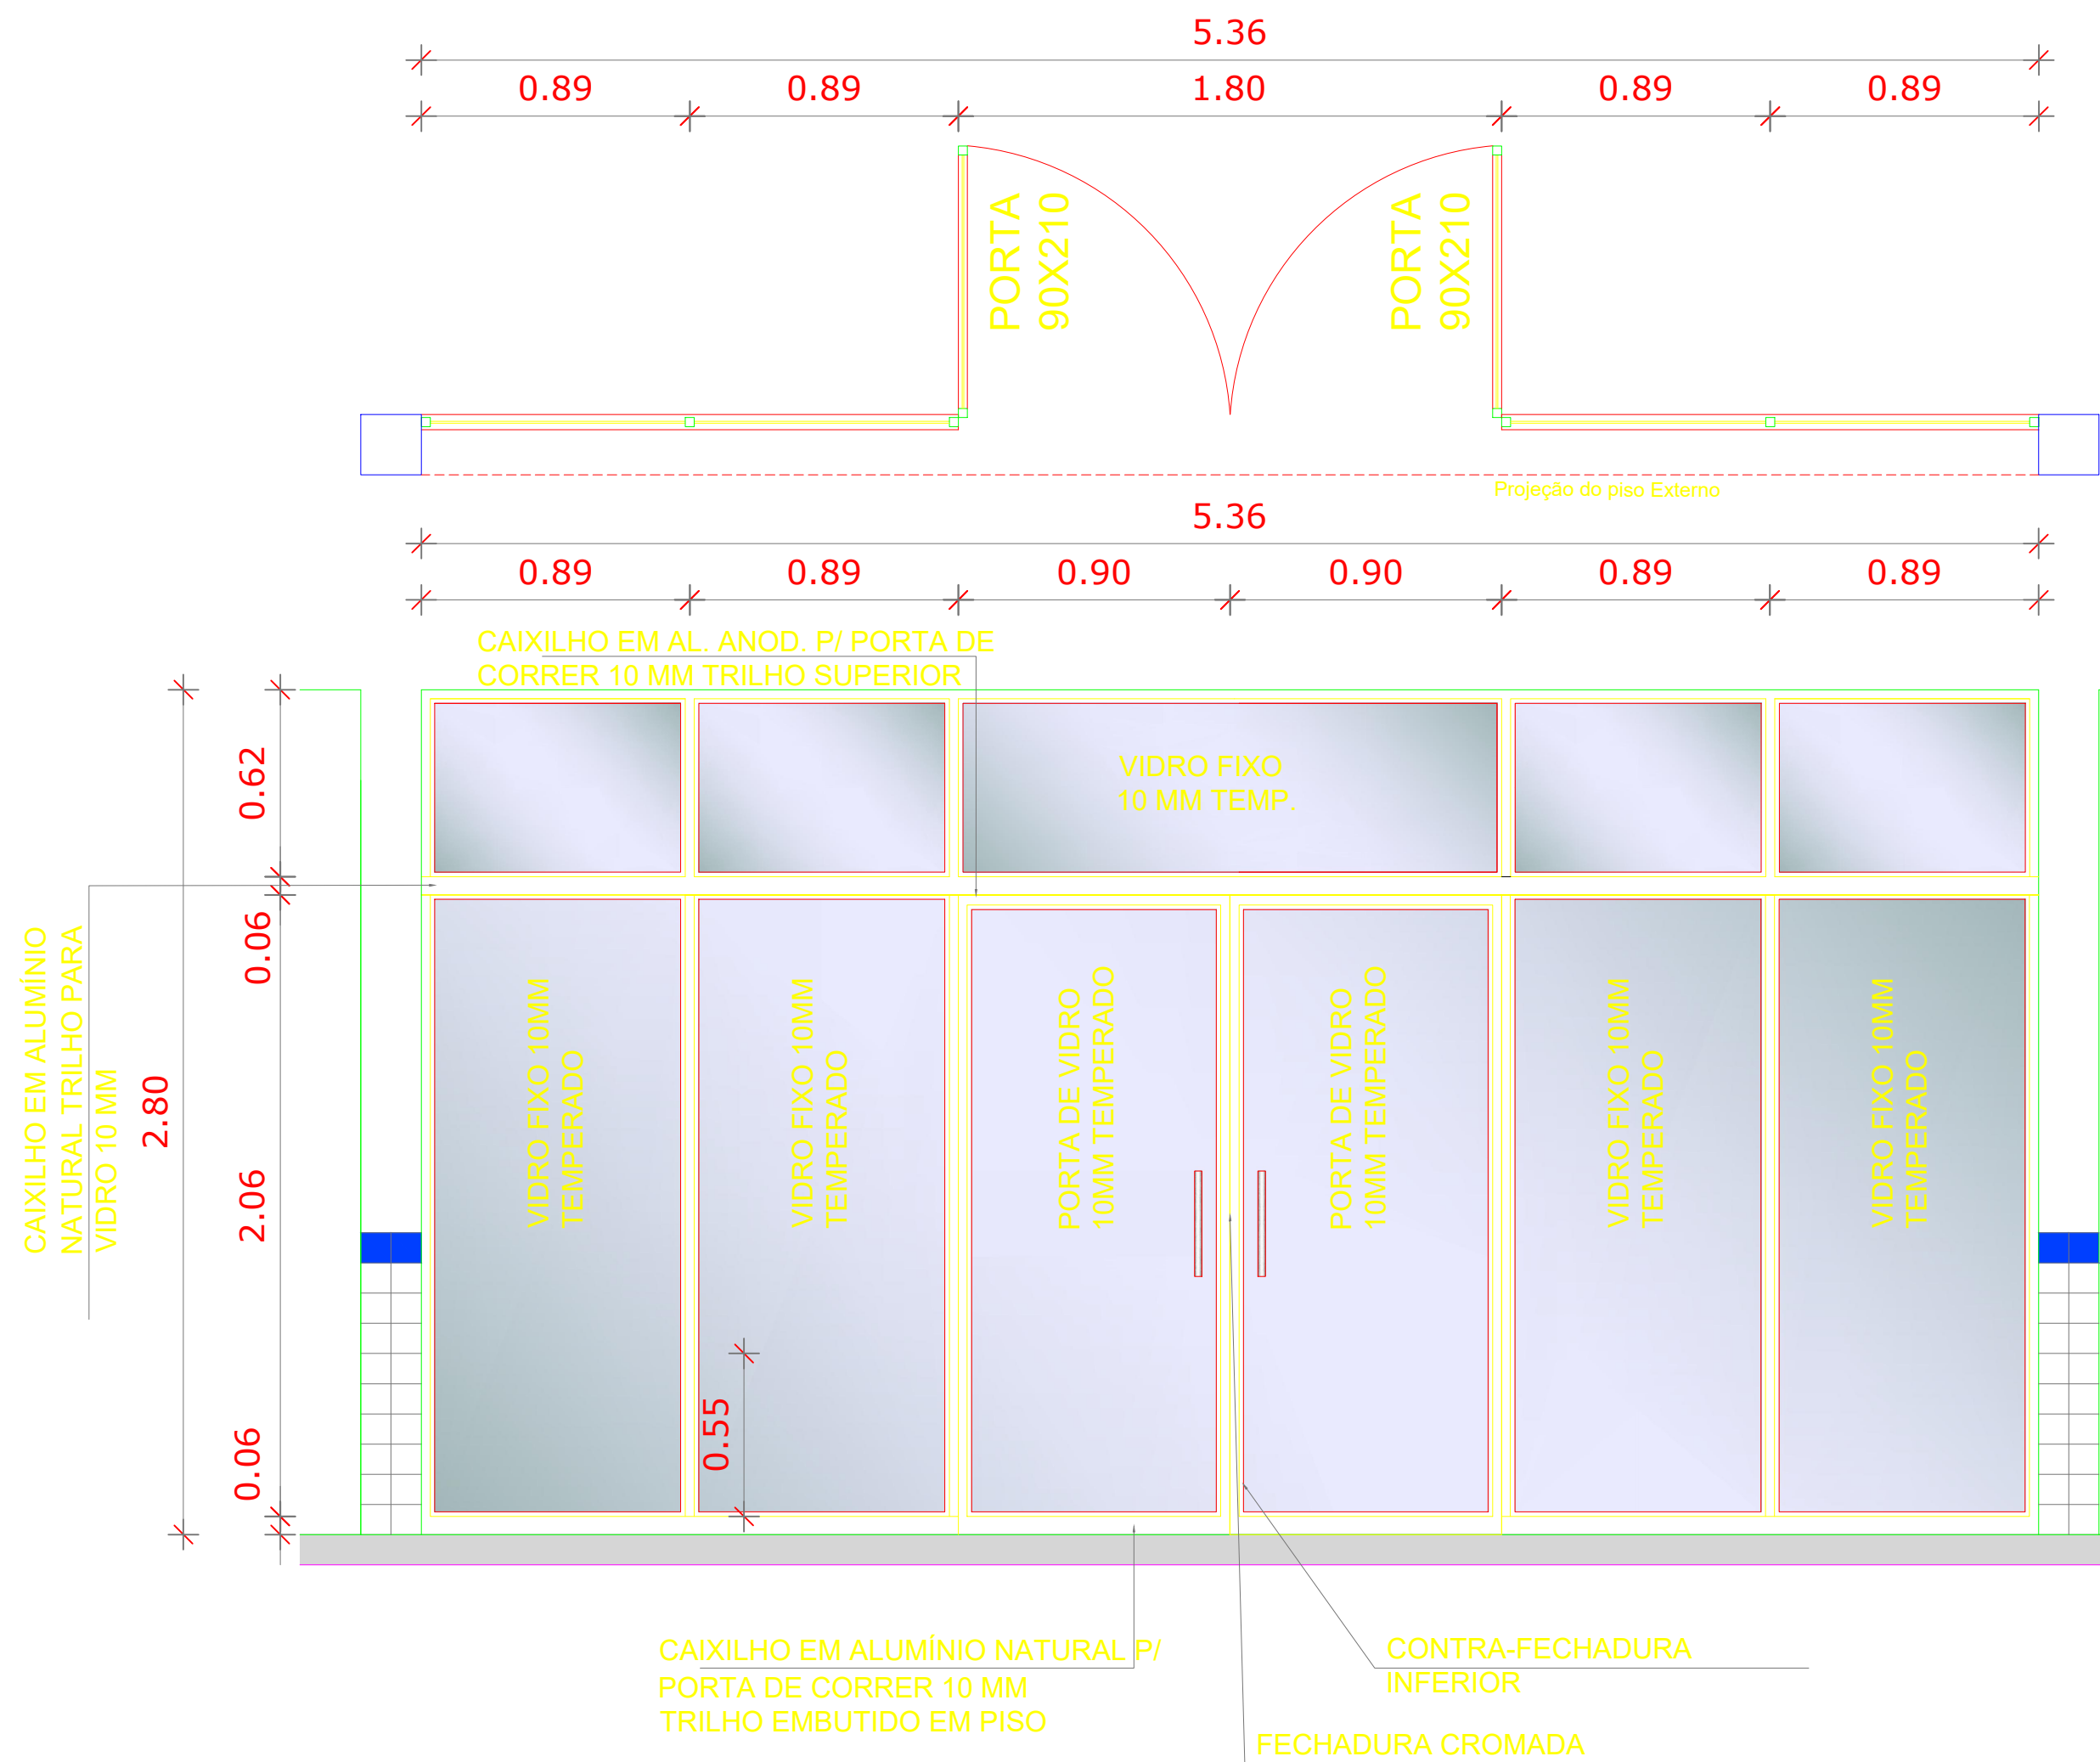 5.36
0.89 0.89 1.80 0.89 0.89
PORTA
90X210
PORTA
90X210
Projeção do piso Externo
5.36
0.89 0.89 0.90 0.90 0.89 0.89
CAIXILHO EM AL. ANOD. P/ PORTA DE
CORRER 10 MM TRILHO SUPERIOR
0.62
0.06
2.80
2.06
0.06
0.55
VIDRO FIXO
10 MM TEMP.
CAIXILHO EM ALUMÍNIO
NATURAL TRILHO PARA
VIDRO 10 MM
VIDRO FIXO 10MM
TEMPERADO
VIDRO FIXO 10MM
TEMPERADO
PORTA DE VIDRO
10MM TEMPERADO
PORTA DE VIDRO
10MM TEMPERADO
VIDRO FIXO 10MM
TEMPERADO
VIDRO FIXO 10MM
TEMPERADO
CAIXILHO EM ALUMÍNIO NATURAL P/
PORTA DE CORRER 10 MM
TRILHO EMBUTIDO EM PISO
CONTRA-FECHADURA
INFERIOR
FECHADURA CROMADA